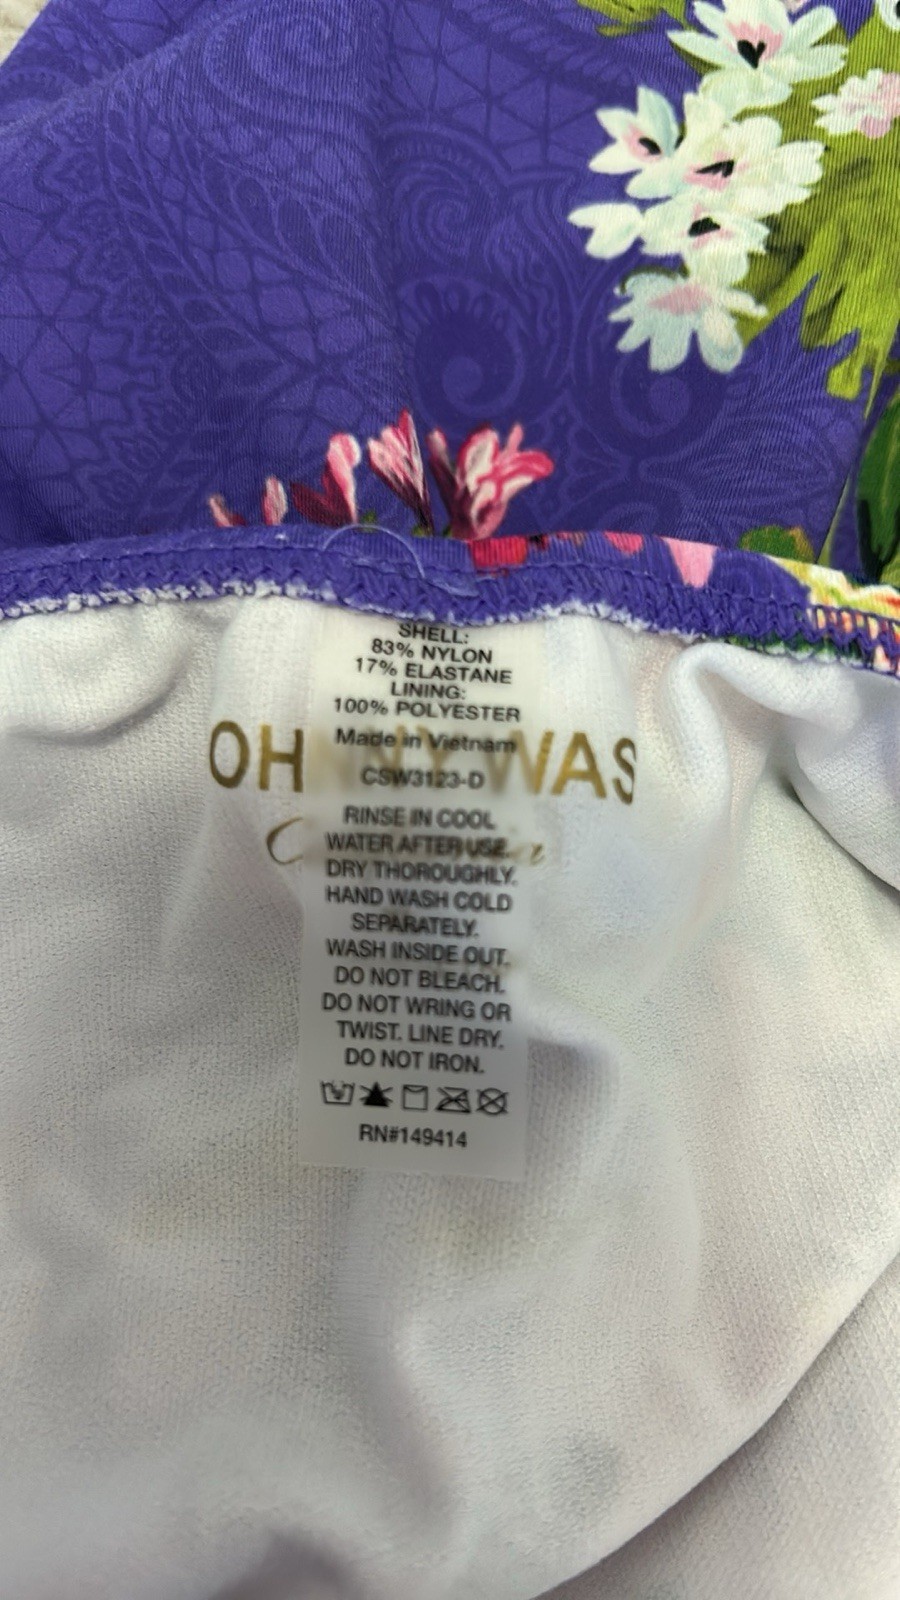 SHELL:
83% NYLON
17% ELASTANE
LINING:
100% POLYESTER
OHNNY WAS
Made in Vietnam
CSW3123-D
RINSE IN COOL
WATER AFTER USE.
DRY THOROUGHLY.
HAND WASH COLD
SEPARATELY.
WASH INSIDE OUT.
DO NOT BLEACH.
DO NOT WRING OR
TWIST. LINE DRY.
DO NOT IRON.
RN#149414